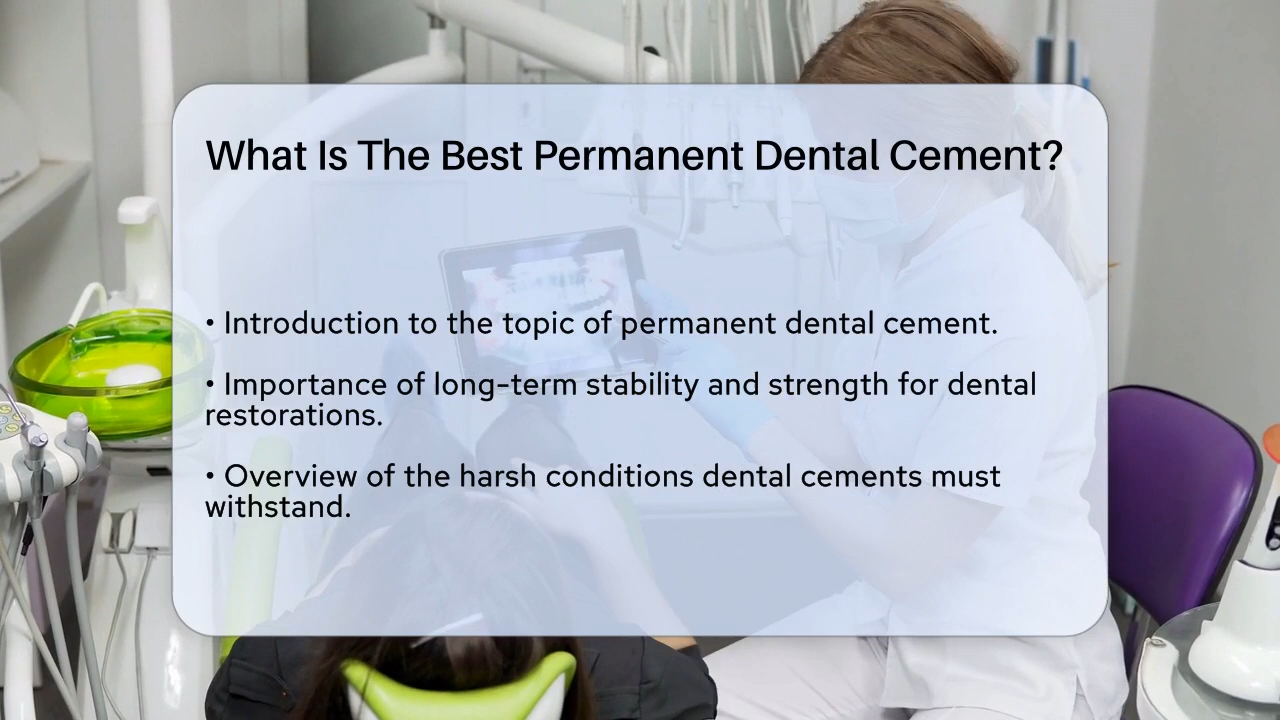 What Is The Best Permanent Dental Cement?
• Introduction to the topic of permanent dental cement.
• Importance of long-term stability and strength for dental
restorations.
• Overview of the harsh conditions dental cements must
withstand.